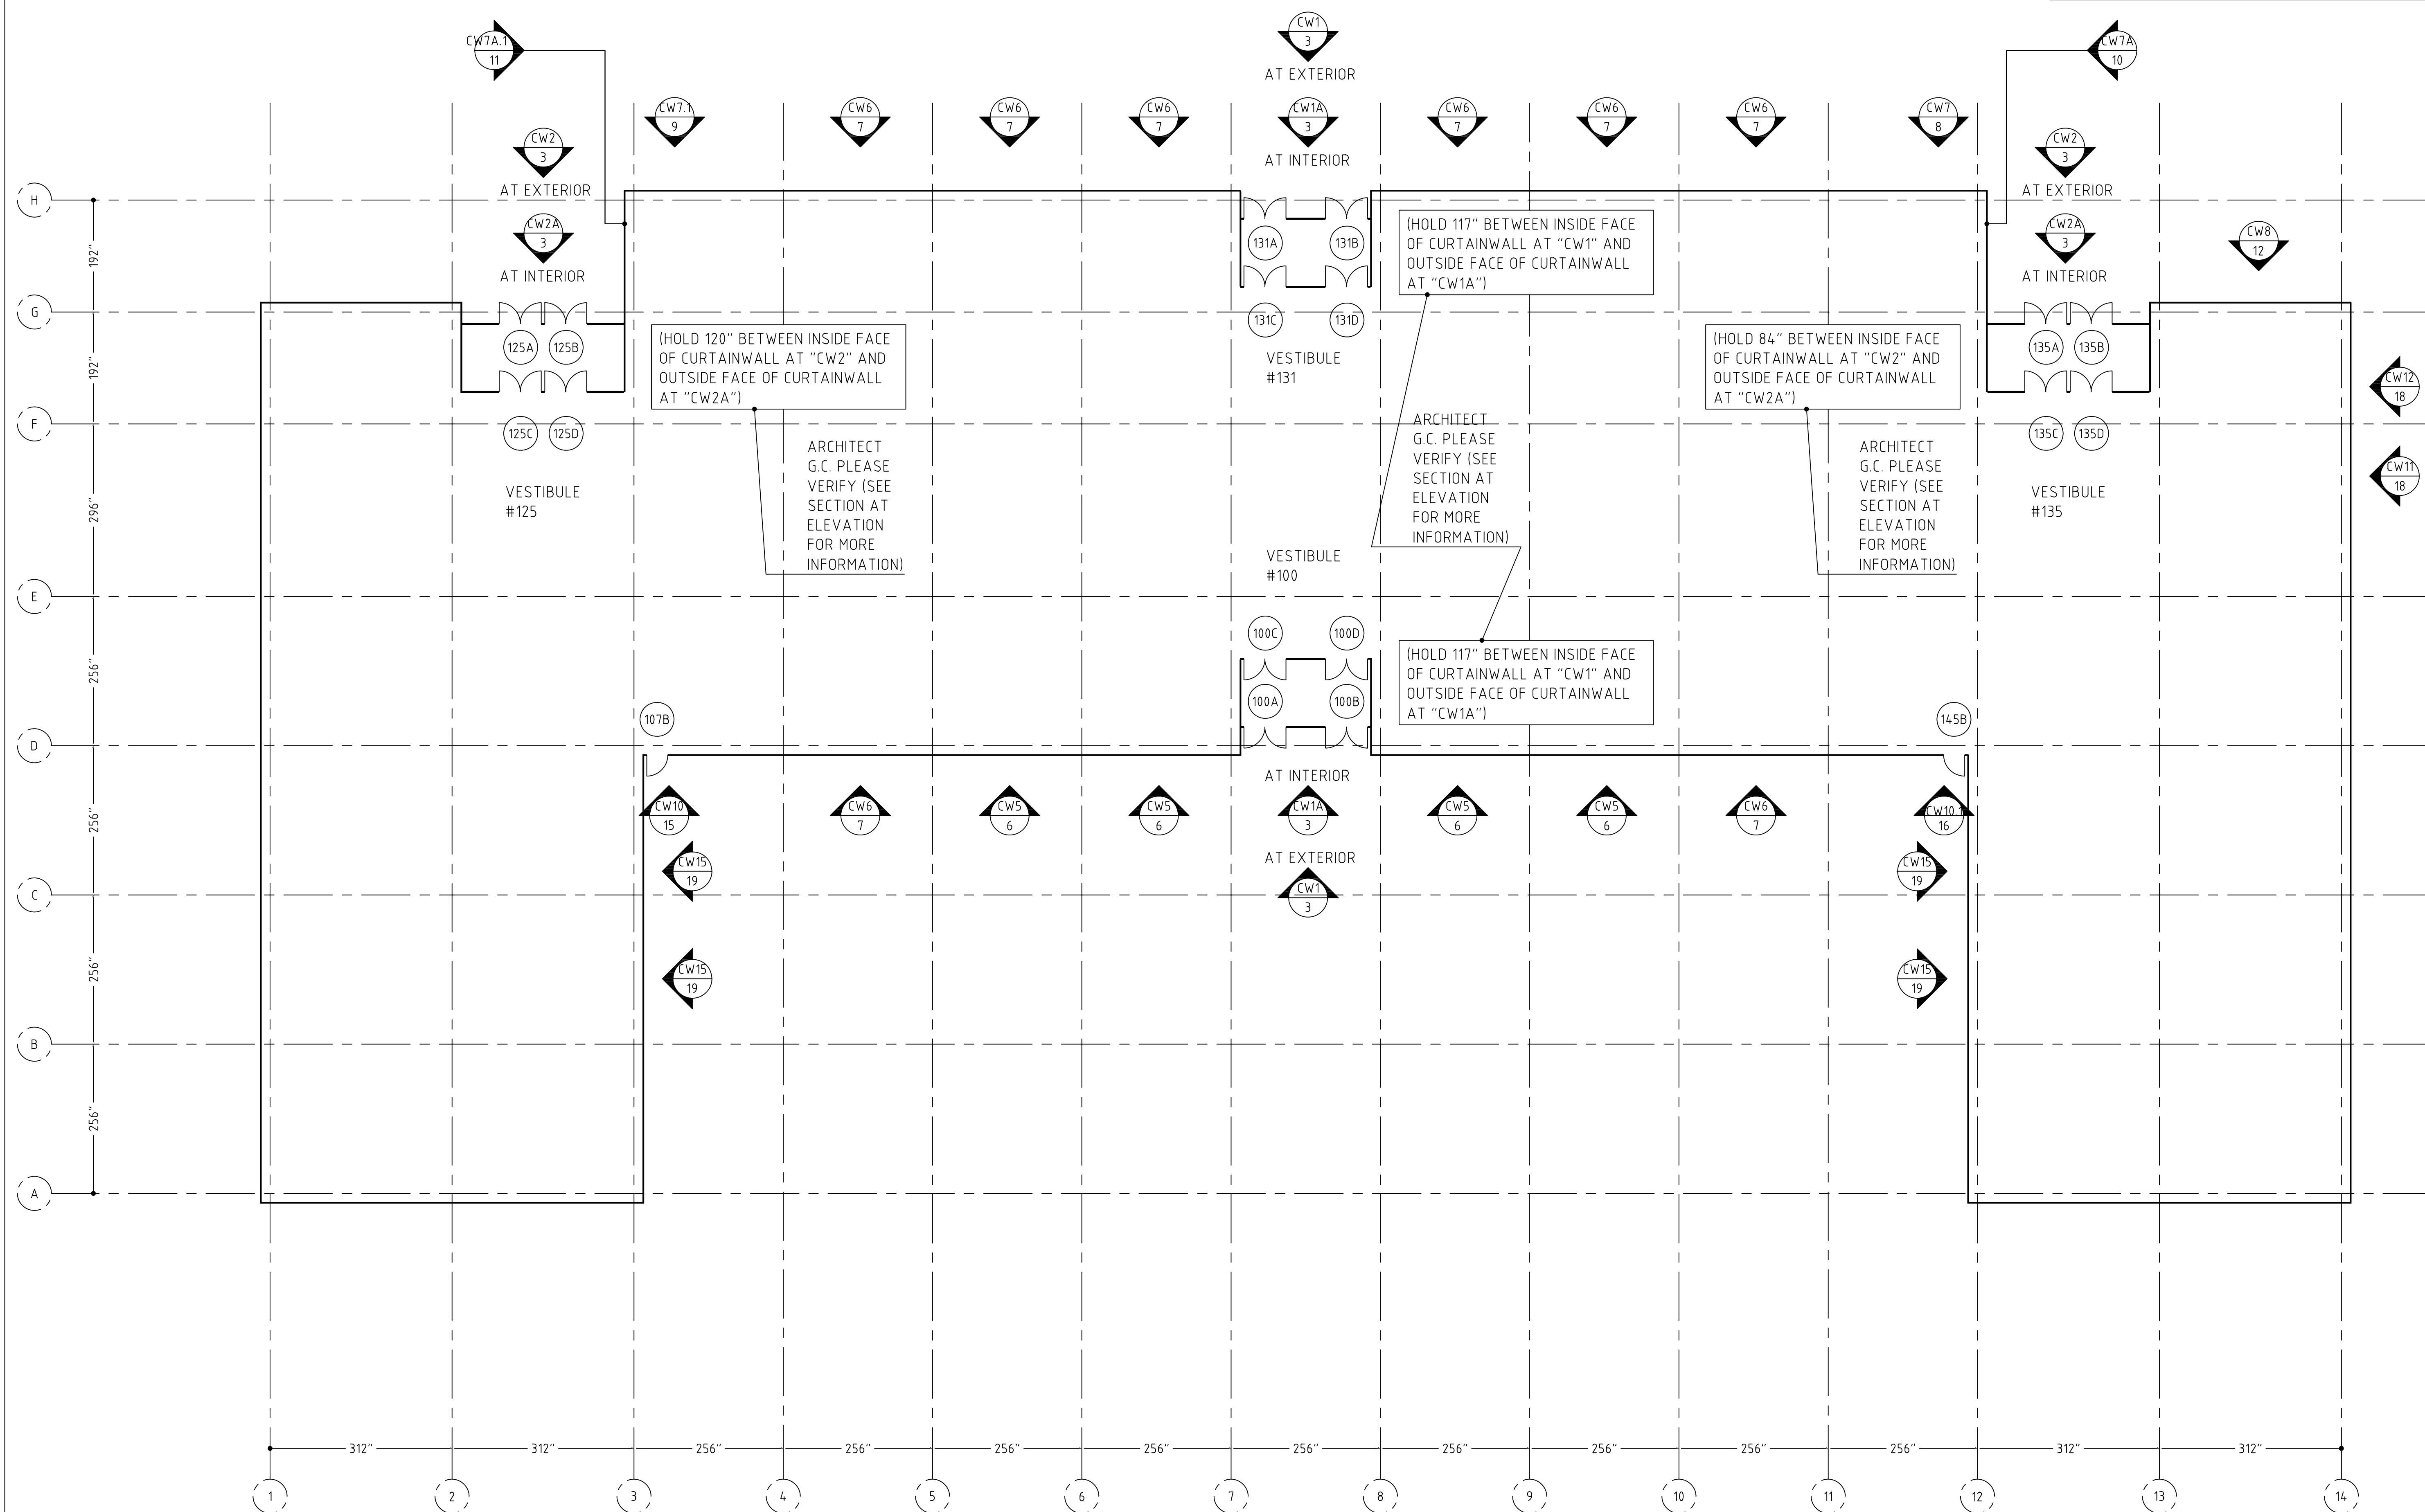 CW1
3
AT EXTERIOR
CW7A.1
11
CW7A
10
CW7.1
9
CW6
7
CW6
7
CW6
7
CW1A
3
AT INTERIOR
CW6
7
CW6
7
CW6
7
CW7
8
CW2
3
AT EXTERIOR
CW2
3
AT EXTERIOR
CW2A
3
AT INTERIOR
CW2A
3
AT INTERIOR
CW8
12
H
192"
G
192"
F
296"
E
256"
D
256"
C
256"
B
256"
A
131A
131B
131C
131D
VESTIBULE
#131
(HOLD 117" BETWEEN INSIDE FACE
OF CURTAINWALL AT "CW1" AND
OUTSIDE FACE OF CURTAINWALL
AT "CW1A")
125A
125B
125C
125D
VESTIBULE
#125
(HOLD 120" BETWEEN INSIDE FACE
OF CURTAINWALL AT "CW2" AND
OUTSIDE FACE OF CURTAINWALL
AT "CW2A")
ARCHITECT
G.C. PLEASE
VERIFY (SEE
SECTION AT
ELEVATION
FOR MORE
INFORMATION)
ARCHITECT
G.C. PLEASE
VERIFY (SEE
SECTION AT
ELEVATION
FOR MORE
INFORMATION)
(HOLD 84" BETWEEN INSIDE FACE
OF CURTAINWALL AT "CW2" AND
OUTSIDE FACE OF CURTAINWALL
AT "CW2A")
ARCHITECT
G.C. PLEASE
VERIFY (SEE
SECTION AT
ELEVATION
FOR MORE
INFORMATION)
135A
135B
135C
135D
VESTIBULE
#135
CW12
18
CW11
18
VESTIBULE
#100
100C
100D
100A
100B
(HOLD 117" BETWEEN INSIDE FACE
OF CURTAINWALL AT "CW1" AND
OUTSIDE FACE OF CURTAINWALL
AT "CW1A")
107B
145B
AT INTERIOR
CW10
15
CW6
7
CW5
6
CW5
6
CW1A
3
CW5
6
CW5
6
CW6
7
CW10.1
16
AT EXTERIOR
CW1
3
CW15
19
CW15
19
CW15
19
CW15
19
312"
312"
256"
256"
256"
256"
256"
256"
256"
256"
256"
312"
312"
1
2
3
4
5
6
7
8
9
10
11
12
13
14